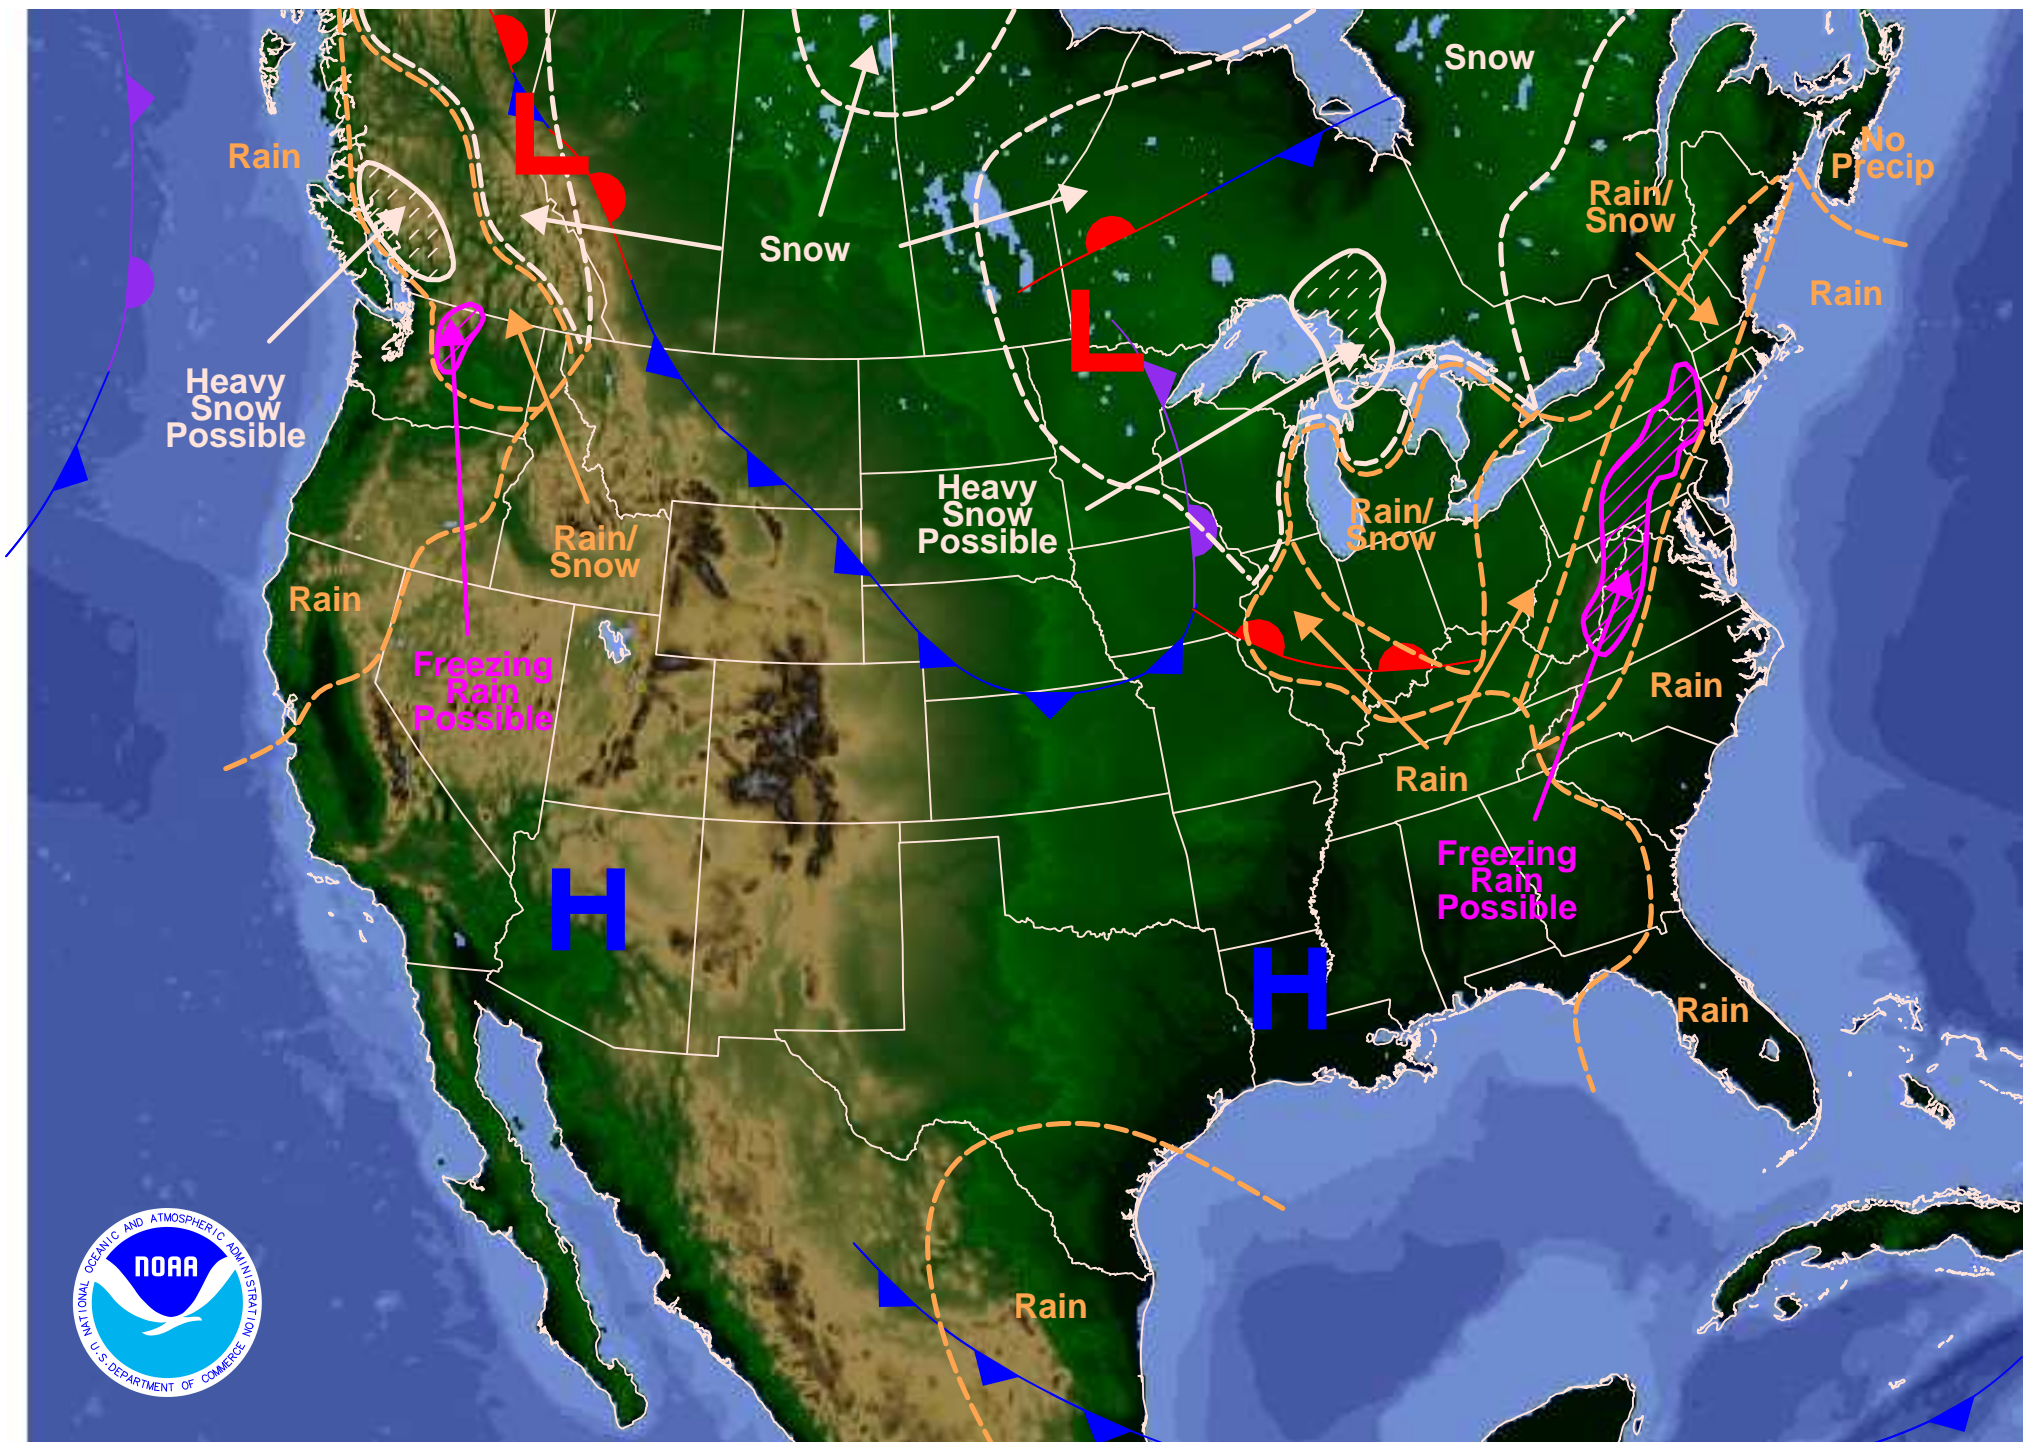 Snow
No
Precip
Rain
Rain/
Snow
Snow
Rain
Heavy
Snow
Possible
Heavy
Snow
Possible
Rain/
Snow
Rain/
Snow
Rain
Freezing
Rain
Possible
Rain
Rain
Freezing
Rain
Possible
Rain
Rain
L
L
H
H
NATIONAL OCEANIC AND ATMOSPHERIC ADMINISTRATION
NOAA
U.S. DEPARTMENT OF COMMERCE